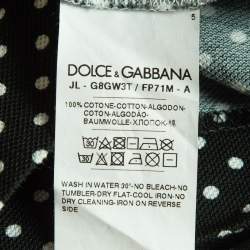 5
DOLCE & GABBANA
JL - G8GW3T / FP71M - A
100% COTONE-COTTON-ALGODON-
COTON-ALGODÃO-
BAUMWOLLE-ХЛОПОК-棉
WASH IN WATER 30°-NO BLEACH-NO
TUMBLER-DRY FLAT-COOL IRON-NO
DRY CLEANING-IRON ON REVERSE
SIDE.